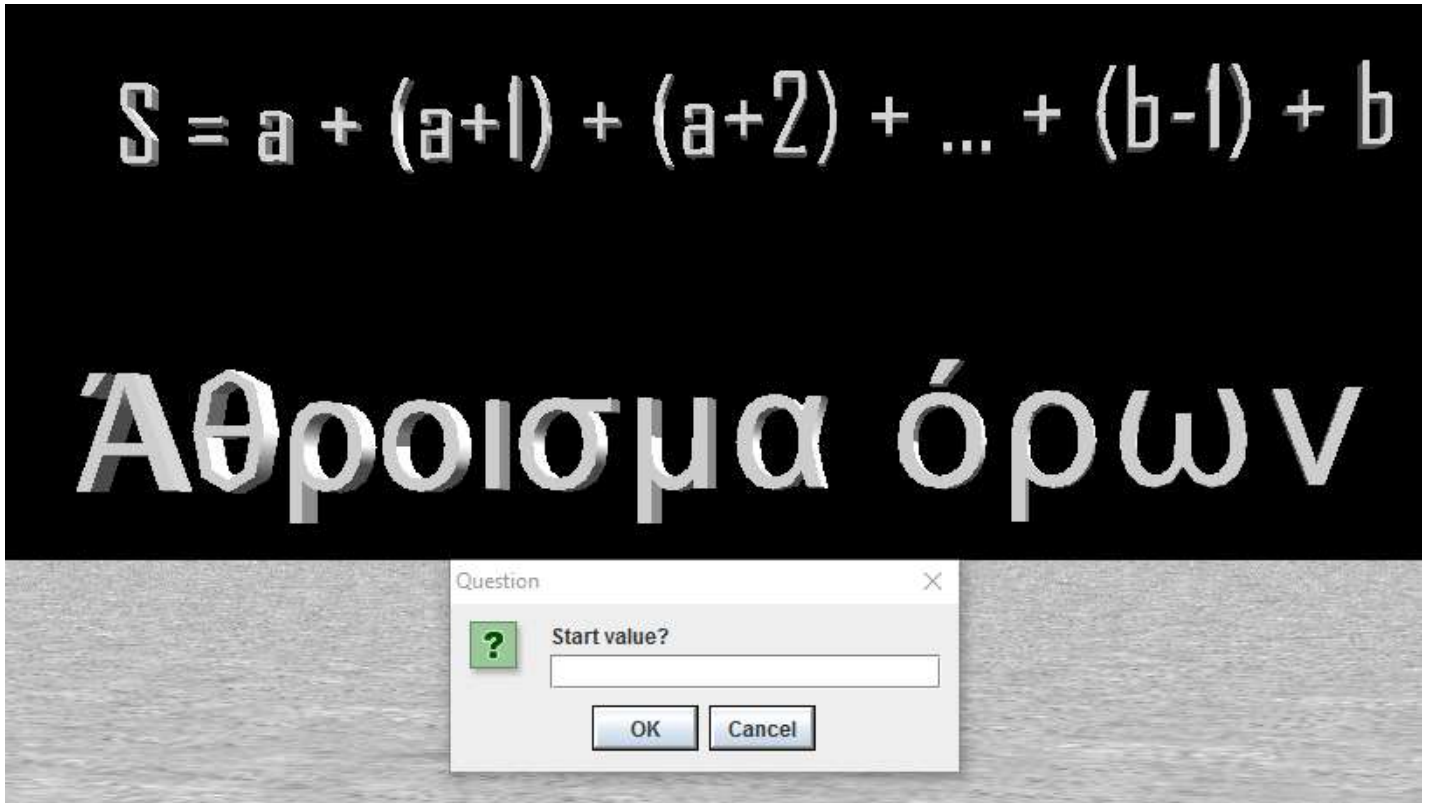 S = a + (a+1) + (a+2) + ... + (b-1) + b
Άθροισμα όρων
Question
?
Start value?
OK Cancel